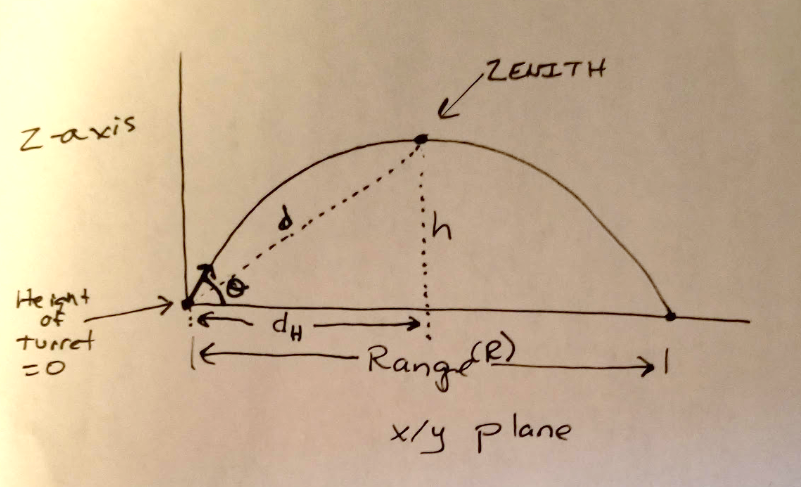 ZENITH
Z-axis
d
h
θ
Height
of
turret
=0
dH
Range(R)
x/y plane